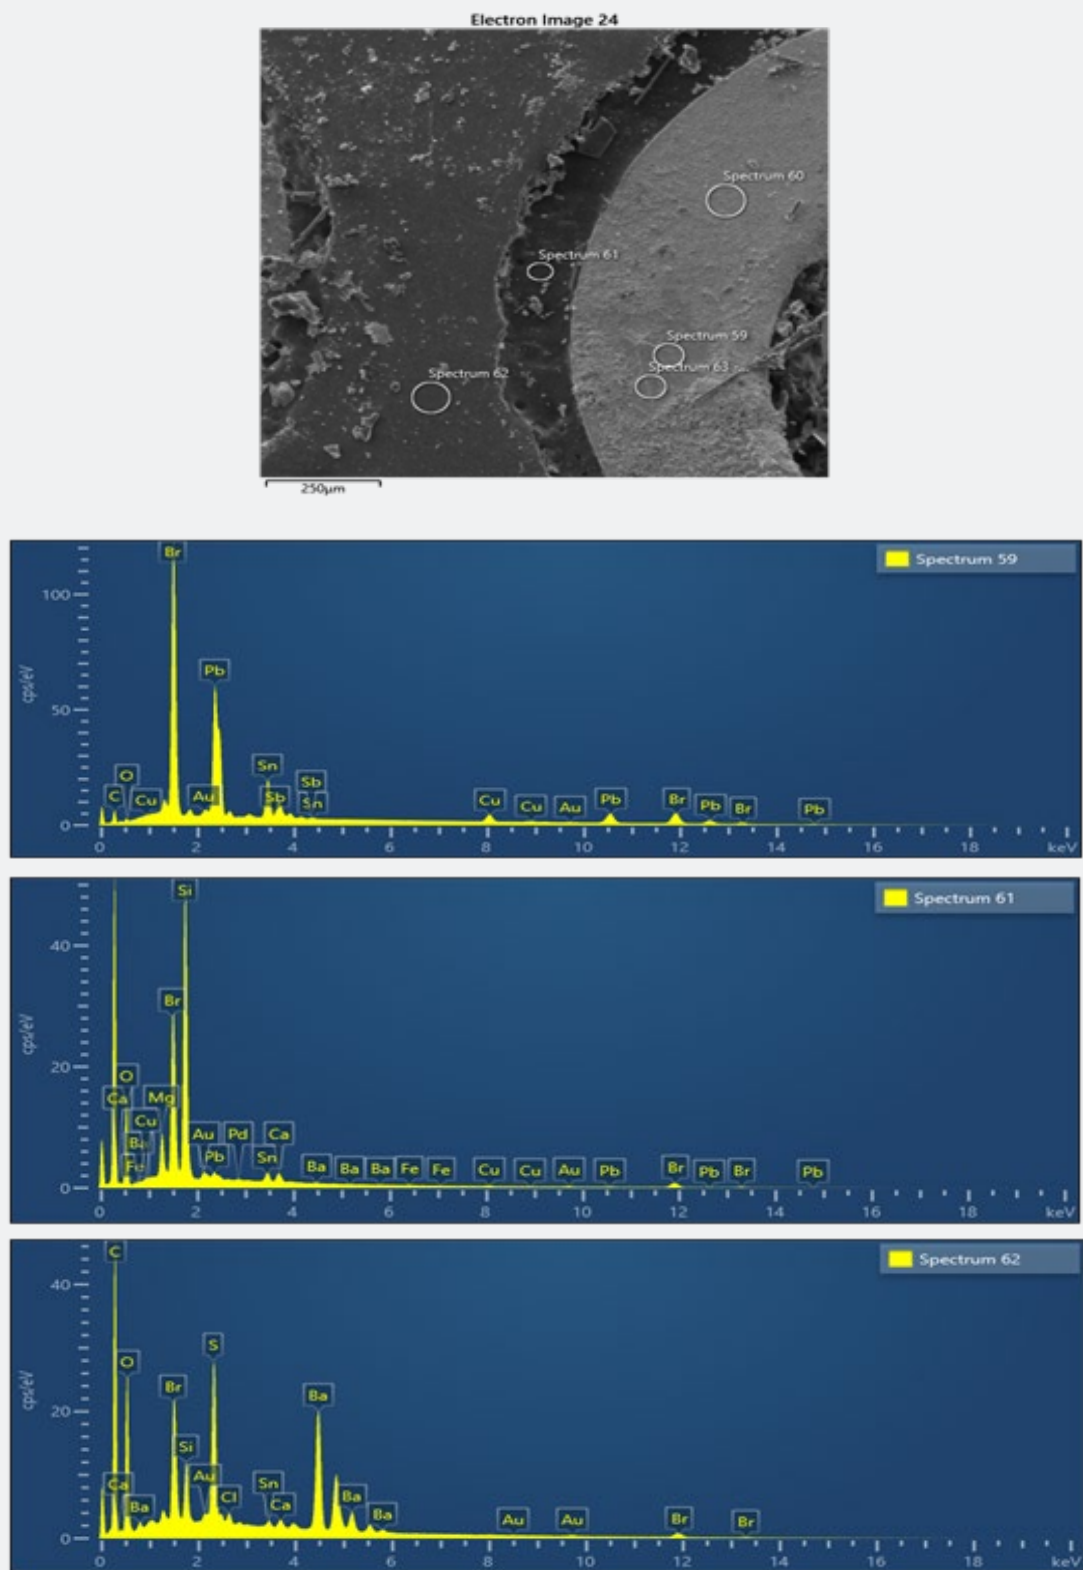 Electron Image 24
Spectrum 60
Spectrum 61
Spectrum 59
Spectrum 63
Spectrum 62
250μm
Spectrum 59
cps/eV
100
50
0
Br
Pb
O
C
Cu
Au
Sn
Sb
Sb
Sn
Cu
Cu
Au
Pb
Br
Pb
Br
Pb
0 2 4 6 8 10 12 14 16 18 keV
Spectrum 61
cps/eV
40
20
0
Si
Br
O
Ca
Mg
Cu
Ba
Fe
Au
Pb
Pd
Sn
Ca
Ba
Ba
Ba
Fe
Fe
Cu
Cu
Au
Pb
Br
Pb
Br
Pb
0 2 4 6 8 10 12 14 16 18 keV
Spectrum 62
cps/eV
40
20
0
C
O
Ca
Ba
Br
Si
Au
S
Cl
Sn
Ca
Ba
Ba
Ba
Au
Au
Br
Br
0 2 4 6 8 10 12 14 16 18 keV